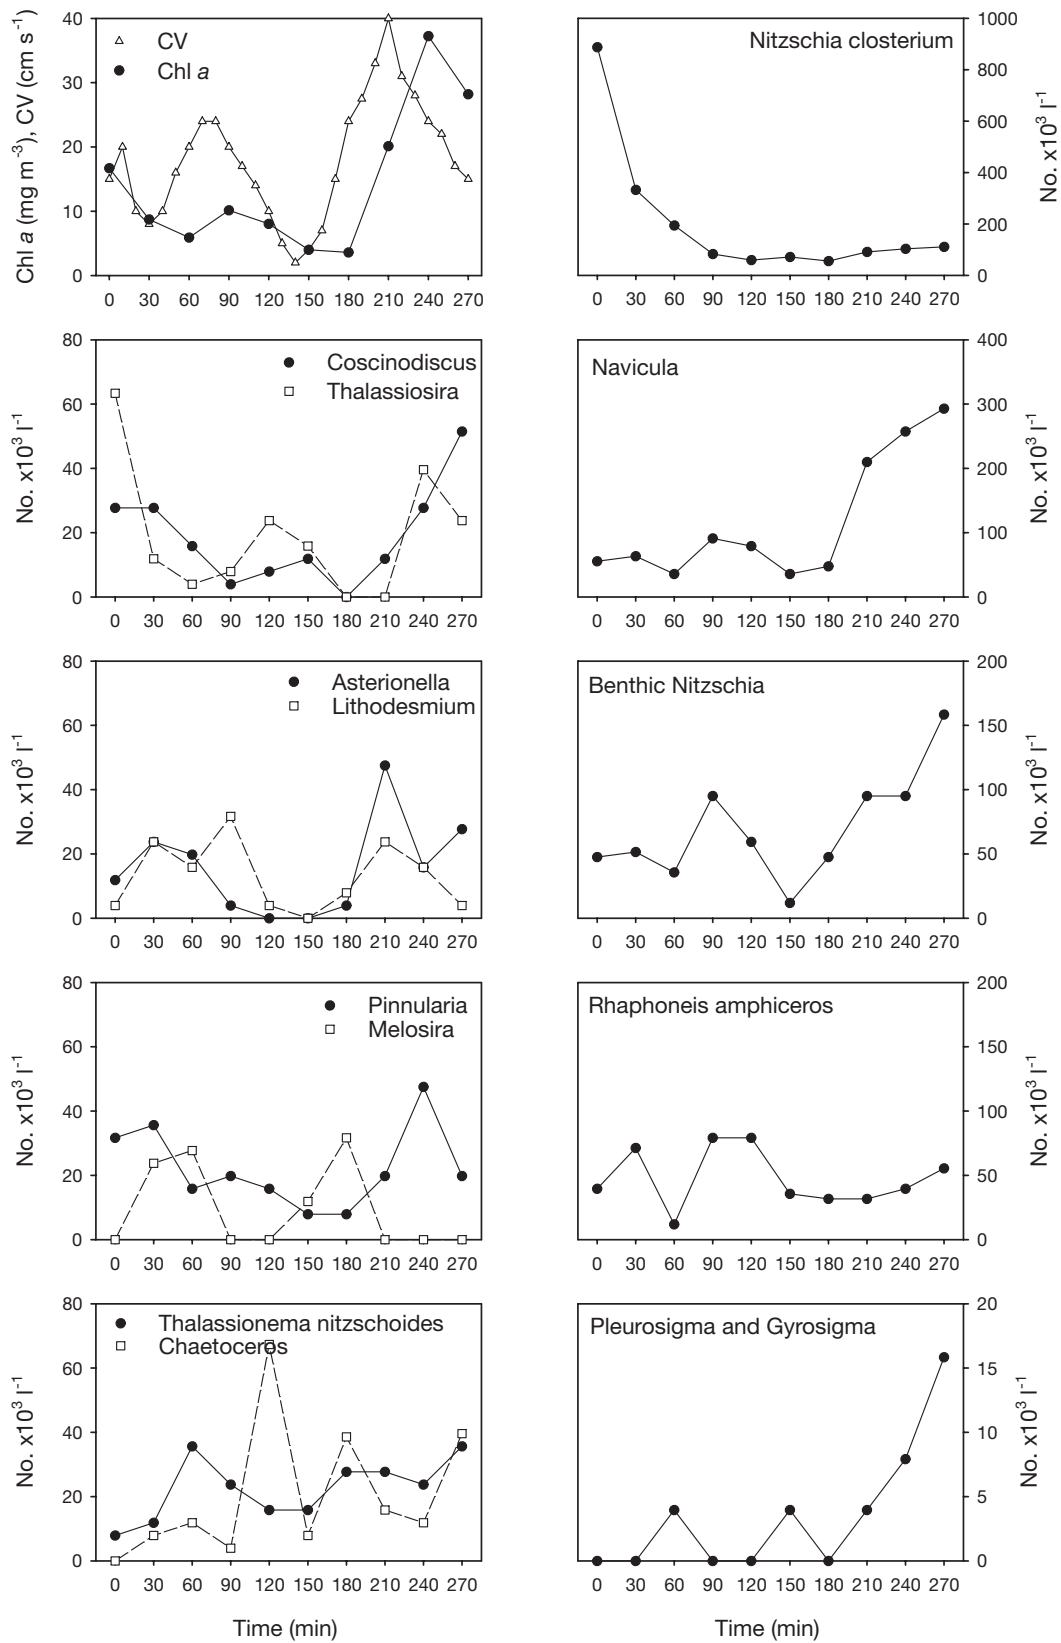 Chl a (mg m-3), CV (cm s-1)
40
30
20
10
0
CV
Chl a
0 30 60 90 120 150 180 210 240 270
Nitzschia closterium
1000
800
600
400
200
0
No. x10³ l-1
0 30 60 90 120 150 180 210 240 270
No. x10³ l-1
80
60
40
20
0
Coscinodiscus
Thalassiosira
0 30 60 90 120 150 180 210 240 270
Navicula
400
300
200
100
0
No. x10³ l-1
0 30 60 90 120 150 180 210 240 270
No. x10³ l-1
80
60
40
20
0
Asterionella
Lithodesmium
0 30 60 90 120 150 180 210 240 270
Benthic Nitzschia
200
150
100
50
0
No. x10³ l-1
0 30 60 90 120 150 180 210 240 270
No. x10³ l-1
80
60
40
20
0
Pinnularia
Melosira
0 30 60 90 120 150 180 210 240 270
Rhaphoneis amphiceros
200
150
100
50
0
No. x10³ l-1
0 30 60 90 120 150 180 210 240 270
No. x10³ l-1
80
60
40
20
0
Thalassionema nitzschoides
Chaetoceros
0 30 60 90 120 150 180 210 240 270
Time (min)
Pleurosigma and Gyrosigma
20
15
10
5
0
No. x10³ l-1
0 30 60 90 120 150 180 210 240 270
Time (min)